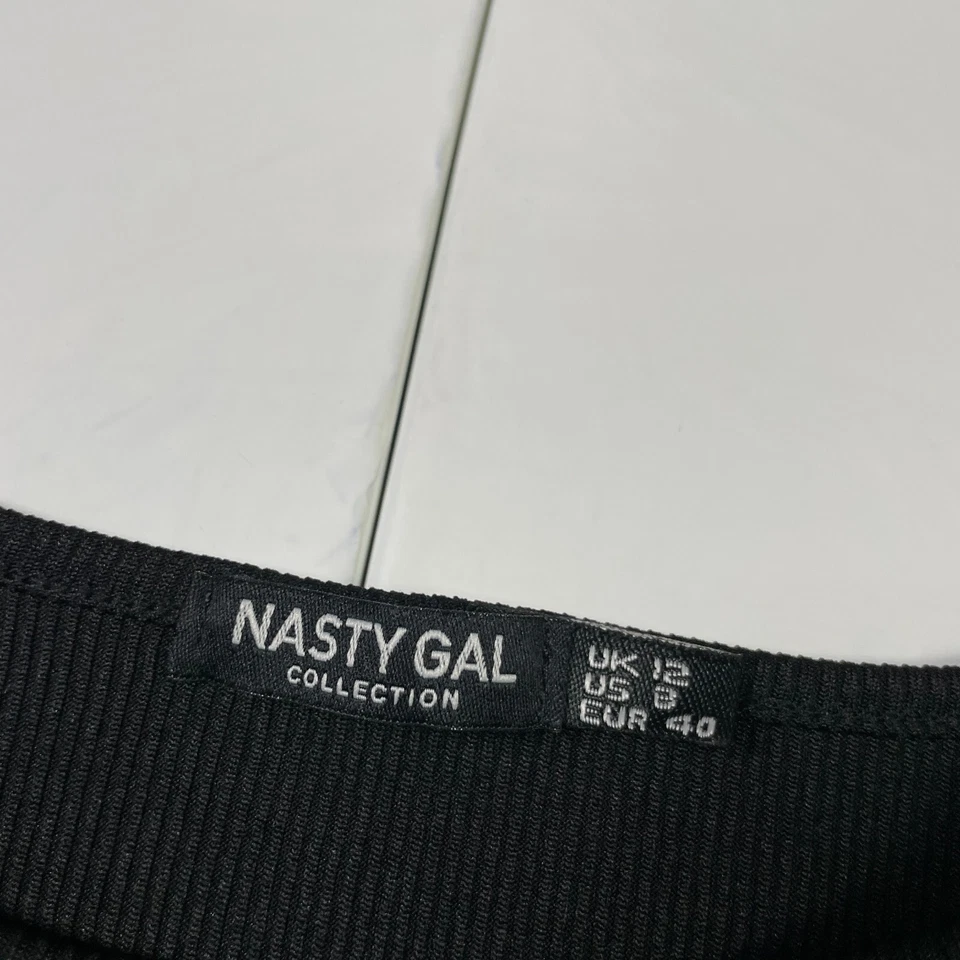 NASTY GAL
COLLECTION
UK 12
US 8
EUR 40